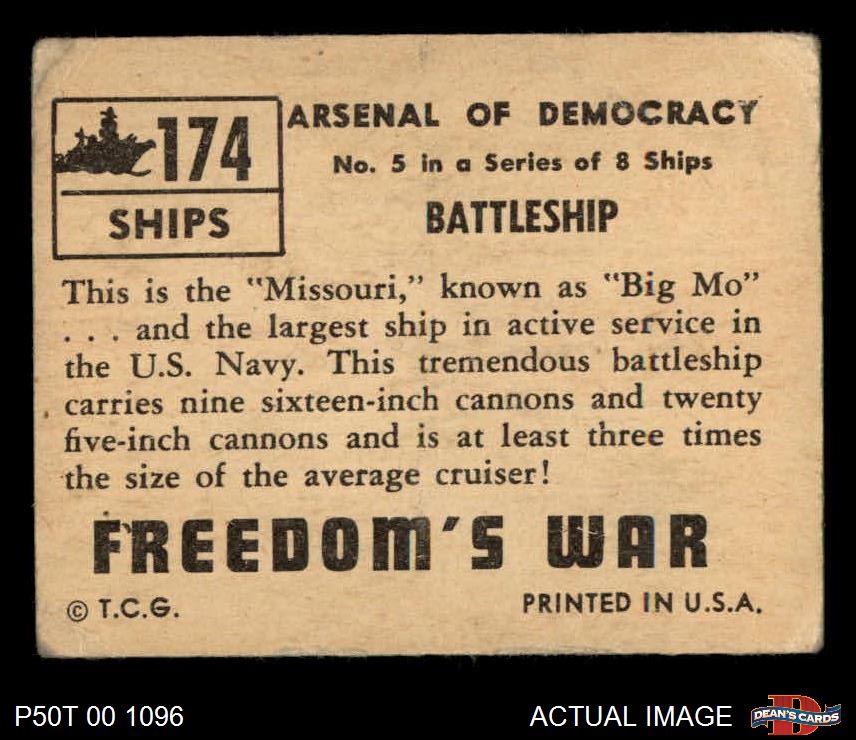 174
SHIPS
ARSENAL OF DEMOCRACY
No. 5 in a Series of 8 Ships
BATTLESHIP
This is the "Missouri," known as "Big Mo"
. . . and the largest ship in active service in
the U.S. Navy. This tremendous battleship
carries nine sixteen-inch cannons and twenty
five-inch cannons and is at least three times
the size of the average cruiser!
FREEDOM'S WAR
© T.C.G.
PRINTED IN U.S.A.
P50T 00 1096
ACTUAL IMAGE
D
DEAN'S CARDS